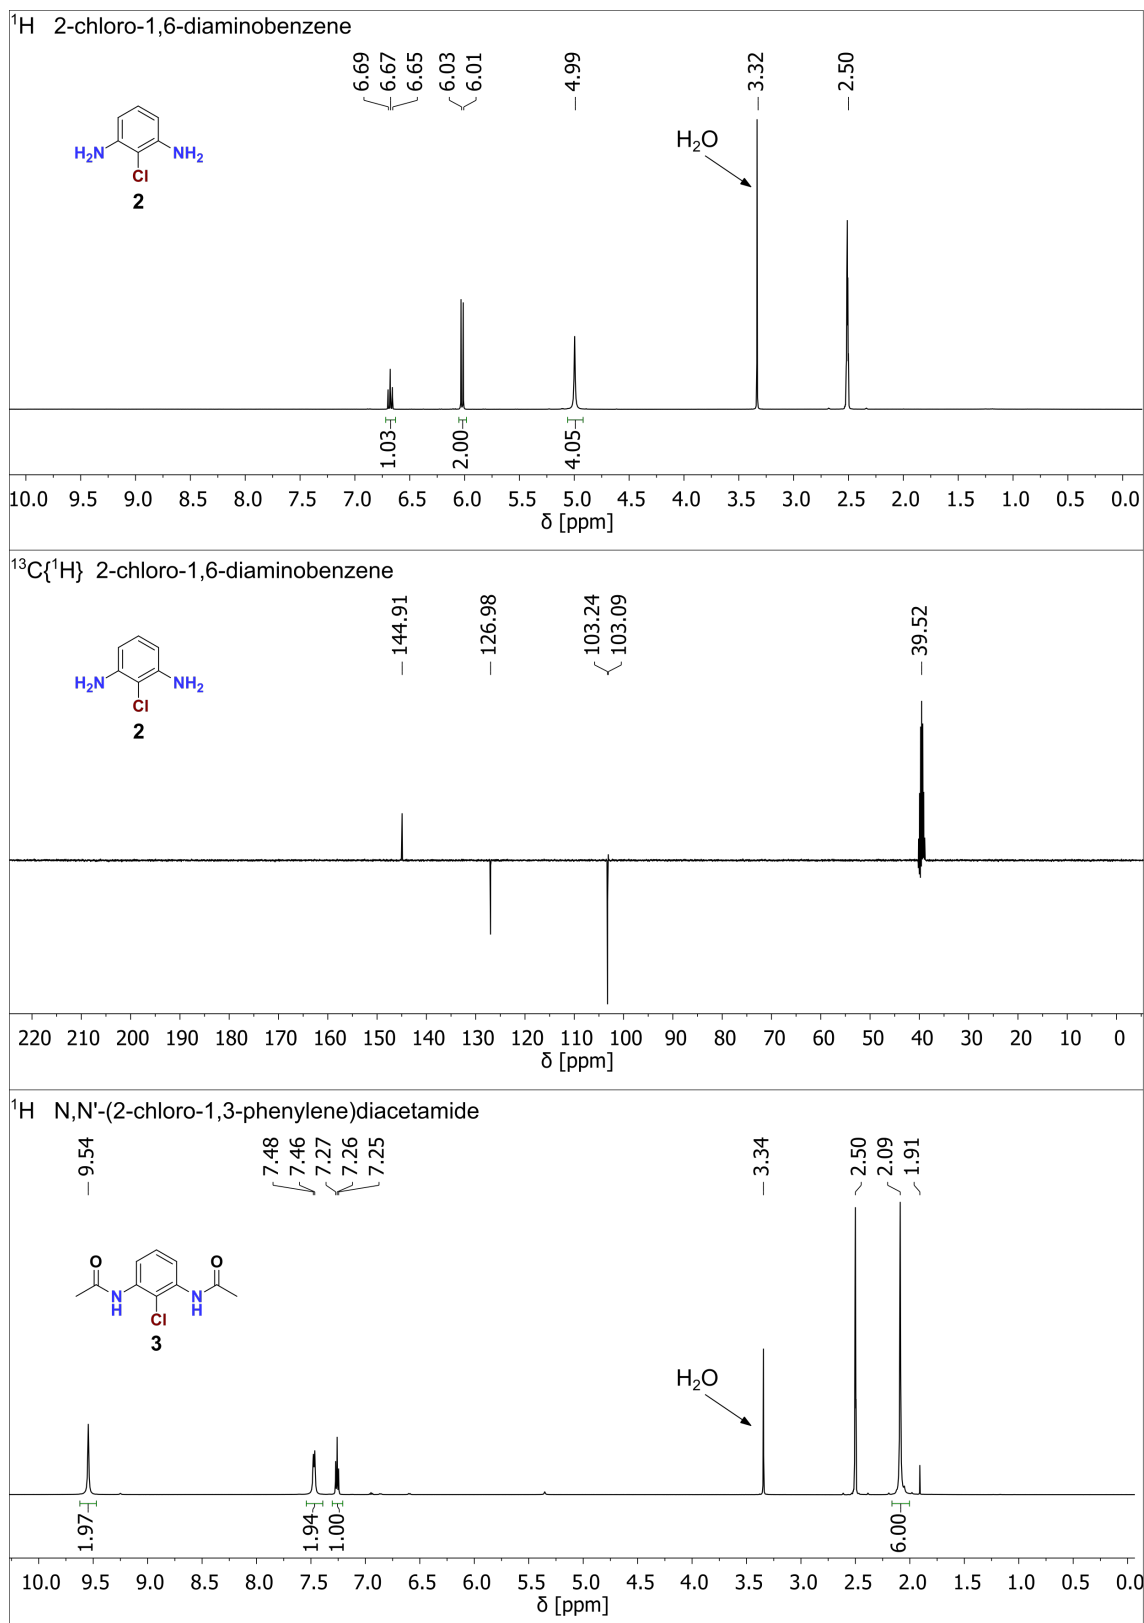 ¹H 2-chloro-1,6-diaminobenzene
6.69 6.67 6.65 6.03 6.01 4.99 3.32 2.50
H₂N NH₂
Cl
2
H₂O
1.03 2.00 4.05
10.0 9.5 9.0 8.5 8.0 7.5 7.0 6.5 6.0 5.5 5.0 4.5 4.0 3.5 3.0 2.5 2.0 1.5 1.0 0.5 0.0
δ [ppm]
¹³C{¹H} 2-chloro-1,6-diaminobenzene
144.91 126.98 103.24 103.09 39.52
H₂N NH₂
Cl
2
220 210 200 190 180 170 160 150 140 130 120 110 100 90 80 70 60 50 40 30 20 10 0
δ [ppm]
¹H N,N'-(2-chloro-1,3-phenylene)diacetamide
9.54 7.48 7.46 7.27 7.26 7.25 3.34 2.50 2.09 1.91
O O
N N
H H
Cl
3
H₂O
1.97 1.94 1.00 6.00
10.0 9.5 9.0 8.5 8.0 7.5 7.0 6.5 6.0 5.5 5.0 4.5 4.0 3.5 3.0 2.5 2.0 1.5 1.0 0.5 0.0
δ [ppm]